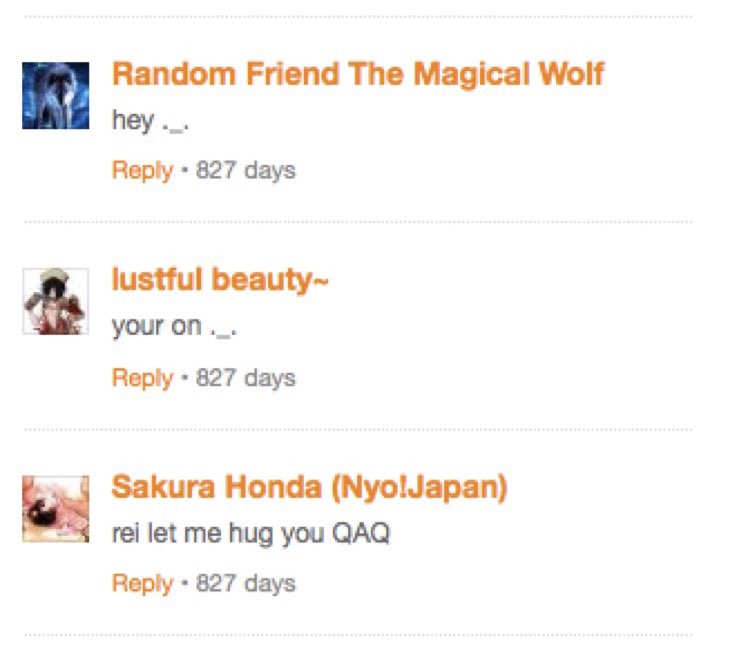 Random Friend The Magical Wolf
hey ._.
Reply • 827 days
lustful beauty~
your on ._.
Reply • 827 days
Sakura Honda (Nyo!Japan)
rei let me hug you QAQ
Reply • 827 days